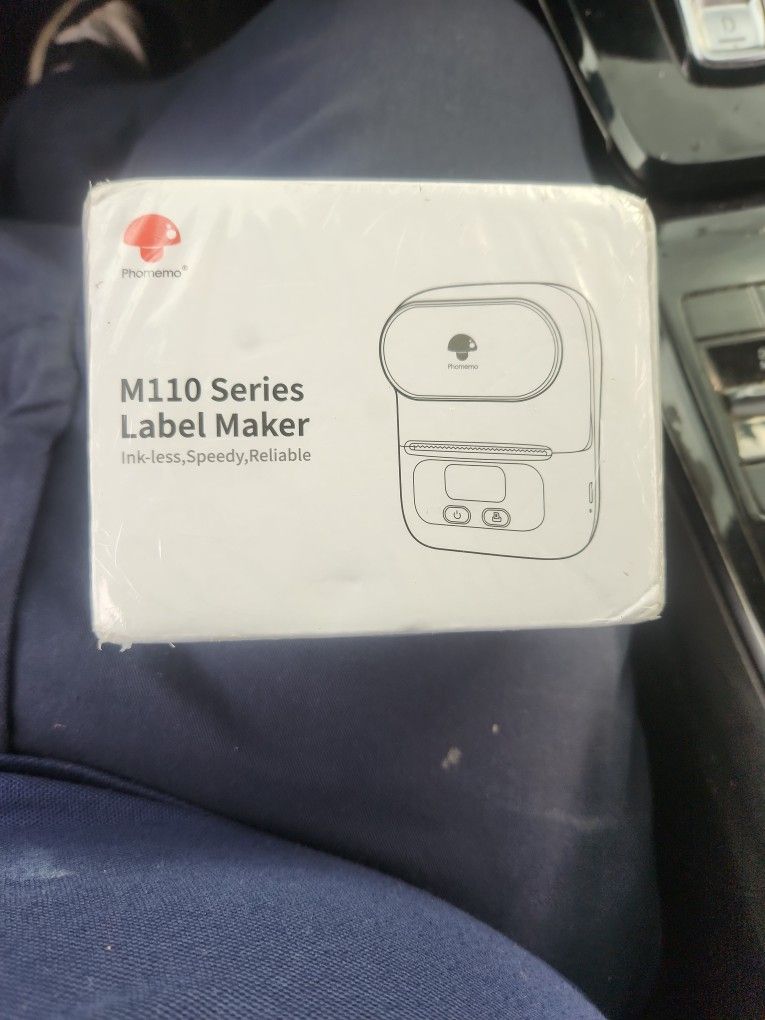 Phomemo®
M110 Series
Label Maker
Ink-less,Speedy,Reliable
Phomemo